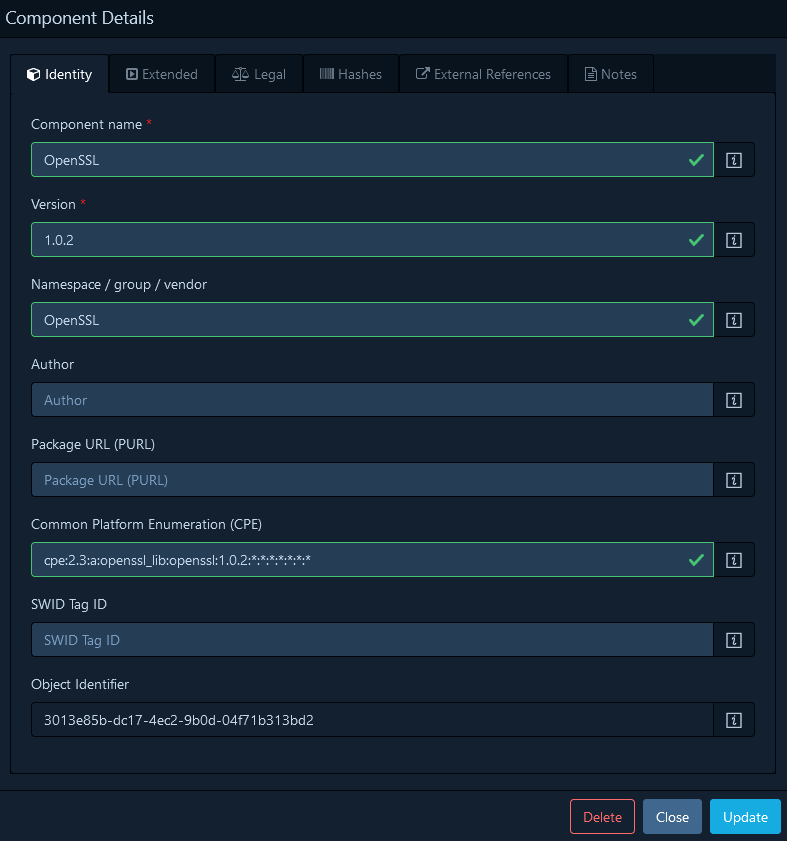 Component Details
Identity
Extended
Legal
Hashes
External References
Notes
Component name *
OpenSSL
Version *
1.0.2
Namespace / group / vendor
OpenSSL
Author
Author
Package URL (PURL)
Package URL (PURL)
Common Platform Enumeration (CPE)
cpe:2.3:a:openssl_lib:openssl:1.0.2:*:*:*:*:*:*:*
SWID Tag ID
SWID Tag ID
Object Identifier
3013e85b-dc17-4ec2-9b0d-04f71b313bd2
Delete
Close
Update